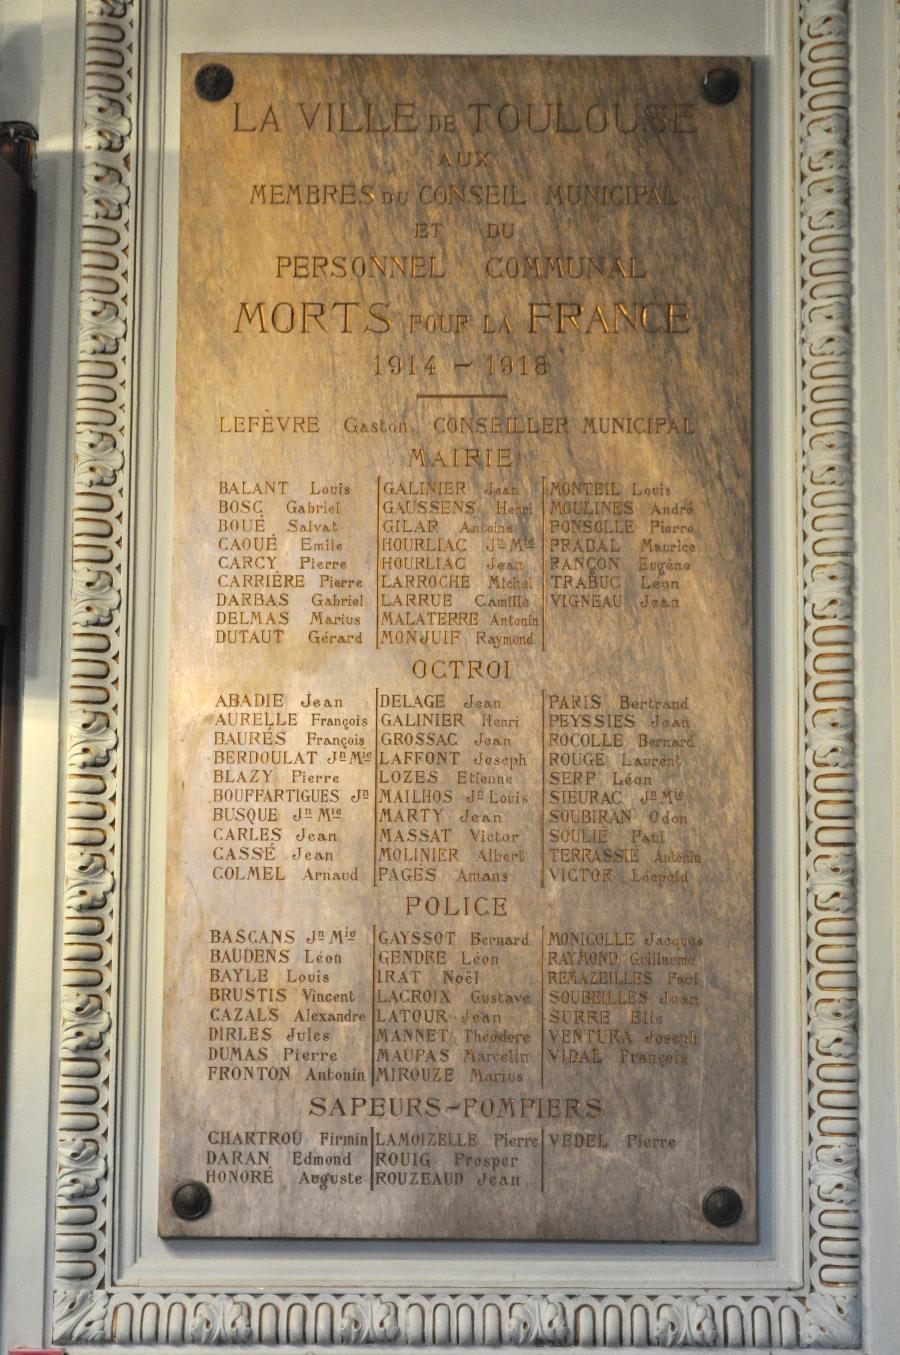 LA VILLE DE TOULOUSE
AUX
MEMBRES DU CONSEIL MUNICIPAL
ET DU
PERSONNEL COMMUNAL
MORTS POUR LA FRANCE
1914 - 1918
LEFÈVRE Gaston CONSEILLER MUNICIPAL
MAIRIE
BALANT Louis
BOSC Gabriel
BOUÉ Salvat
CAOUÉ Emile
CARCY Pierre
CARRIÈRE Pierre
DARBAS Gabriel
DELMAS Marius
DUTAUT Gérard
GALINIER Jean
GAUSSENS Henri
GILAR Antoine
HOURLIAC Jn Mie
HOURLIAC Jean
LARROCHE Michel
LARRUE Camille
MALATERRE Antonin
MONJUIF Raymond
MONTEIL Louis
MOULINES André
PONSOLLE Pierre
PRADAL Maurice
RANÇON Eugène
TRABUC Léon
VIGNEAU Jean
OCTROI
ABADIE Jean
AURELLE François
BAURÉS François
BERDOULAT Jn Mie
BLAZY Pierre
BOUFFARTIGUES Jn
BUSQUE Jn Mie
CARLES Jean
CASSÉ Jean
COLMEL Arnaud
DELAGE Jean
GALINIER Henri
GROSSAC Jean
LAFFONT Joseph
LOZES Etienne
MAILHOS Jn Louis
MARTY Jean
MASSAT Victor
MOLINIER Albert
PAGÉS Amans
PARIS Bertrand
PEYSSIES Jean
ROCOLLE Bernard
ROUGÉ Laurent
SERP Léon
SIEURAC Jn Mie
SOUBIRAN Odon
SOULIÉ Paul
TERRASSIE Antonin
VICTOR Léopold
POLICE
BASCANS Jn Mie
BAUDENS Léon
BAYLE Louis
BRUSTIS Vincent
CAZALS Alexandre
DIRLES Jules
DUMAS Pierre
FRONTON Antonin
GAYSSOT Bernard
GENDRE Léon
IRAT Noël
LACROIX Gustave
LATOUR Jean
MANNET Théodere
MAUPAS Marcelin
MIROUZE Marius
MONICOLLE Jacques
RAYMOND Guillaume
REMAZEILLES Paul
SOUBEILLES Jean
SURRE Elie
VENTURA Joseph
VIDAL François
SAPEURS-POMPIERS
CHARTROU Firmin
DARAN Edmond
HONORÉ Auguste
LAMOIZELLE Pierre
ROUIG Prosper
ROUZEAUD Jean
VEDEL Pierre